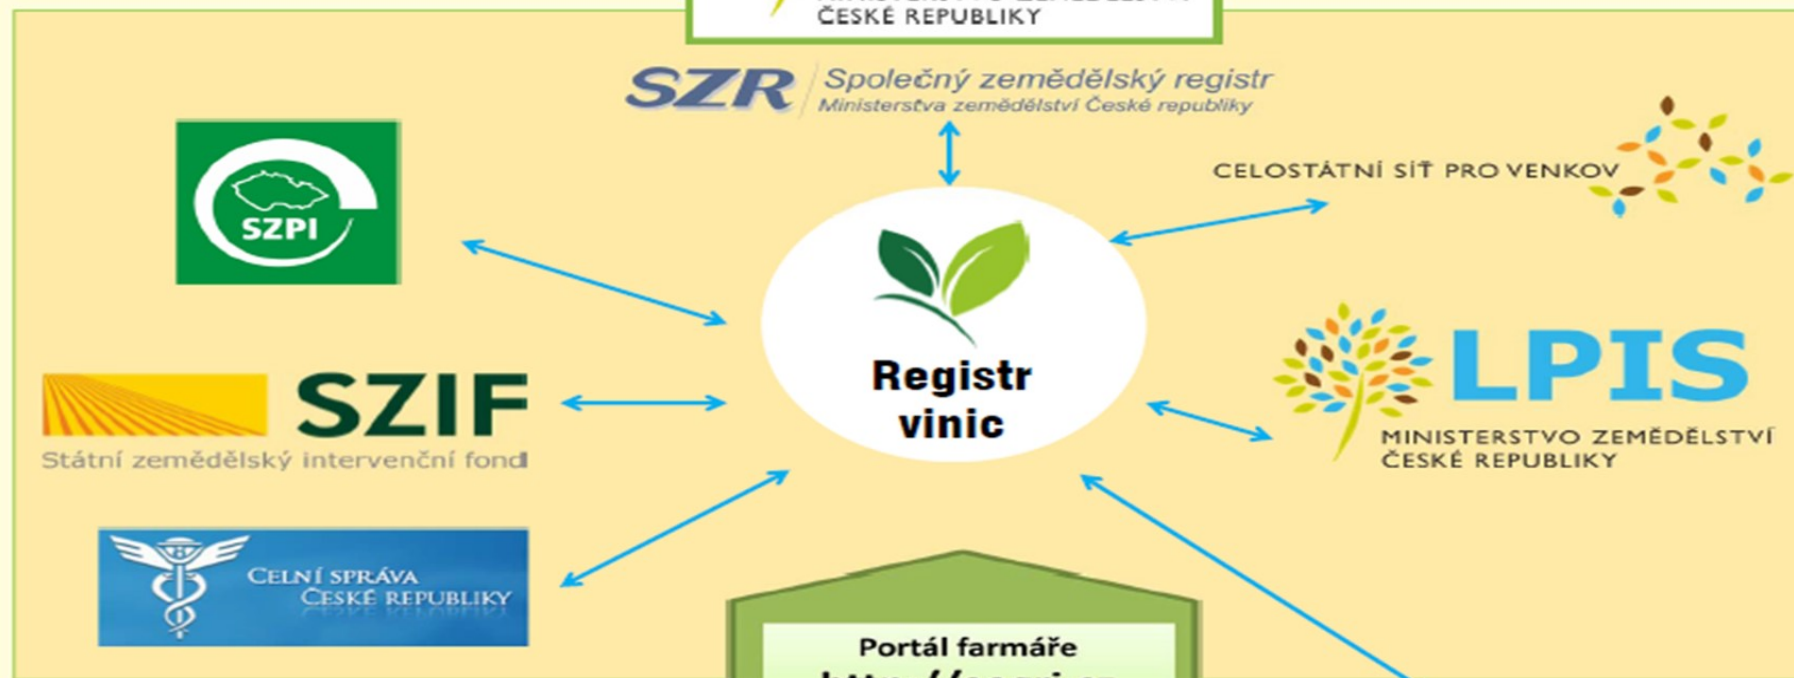 ČESKÉ REPUBLIKY
SZR Společný zemědělský registr
Ministerstva zemědělství České republiky
CELOSTÁTNÍ SÍŤ PRO VENKOV
SZPI
Registr
vinic
LPIS
MINISTERSTVO ZEMĚDĚLSTVÍ
ČESKÉ REPUBLIKY
SZIF
Státní zemědělský intervenční fond
CELNÍ SPRÁVA
ČESKÉ REPUBLIKY
Portál farmáře